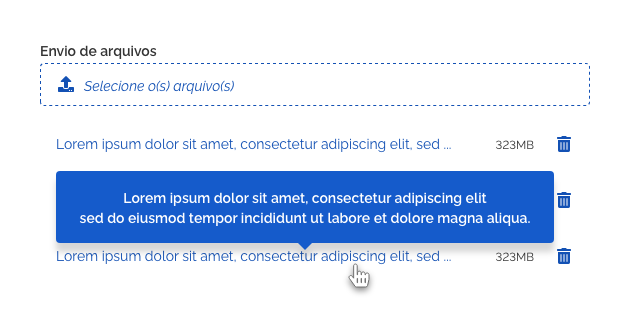 Envio de arquivos
Selecione o(s) arquivo(s)
Lorem ipsum dolor sit amet, consectetur adipiscing elit, sed ... 323MB
Lorem ipsum dolor sit amet, consectetur adipiscing elit
sed do eiusmod tempor incididunt ut labore et dolore magna aliqua.
Lorem ipsum dolor sit amet, consectetur adipiscing elit, sed ... 323MB